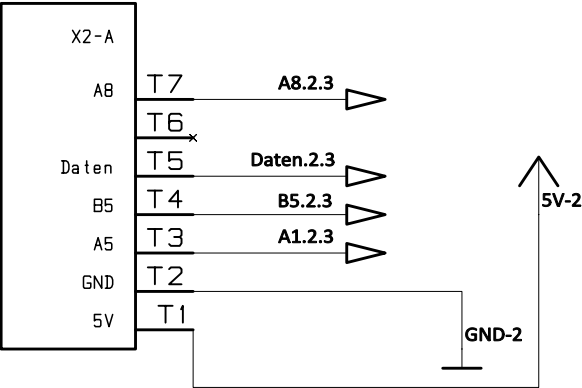 X2-A
A8 T7 A8.2.3
T6
Daten T5 Daten.2.3
B5 T4 B5.2.3
5V-2
A5 T3 A1.2.3
GND T2
5V T1
GND-2